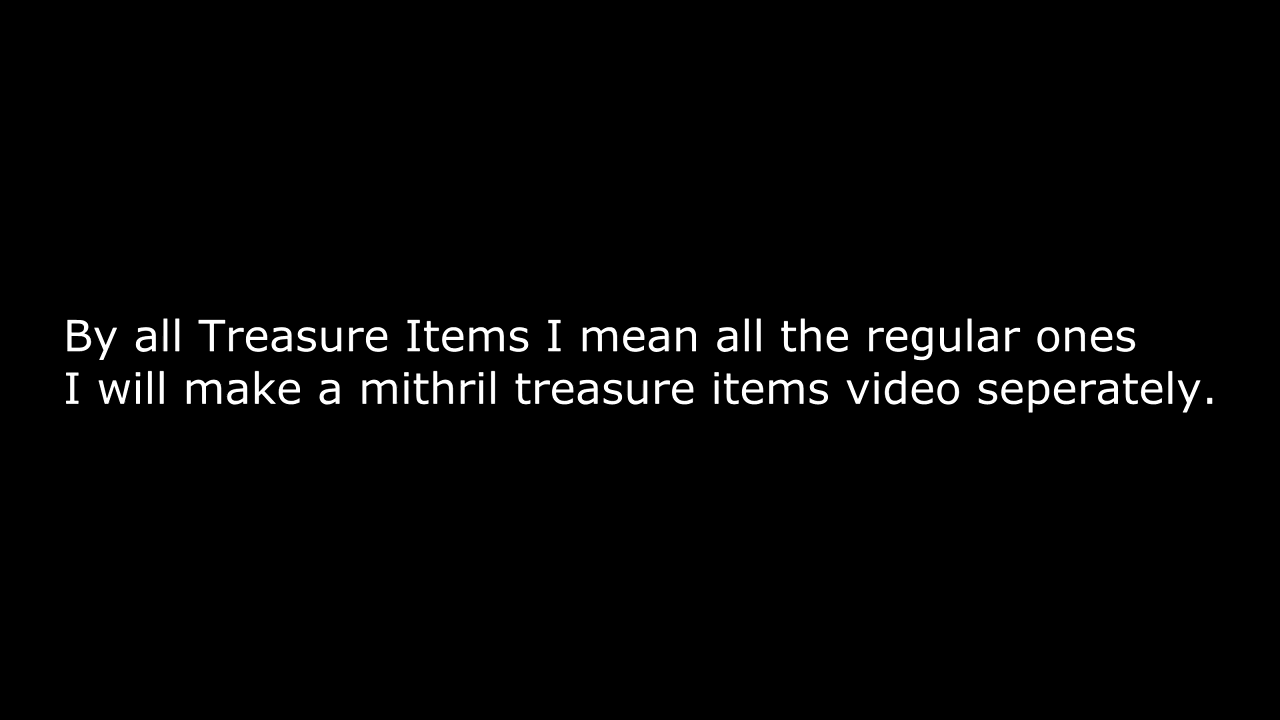 By all Treasure Items I mean all the regular ones
I will make a mithril treasure items video seperately.